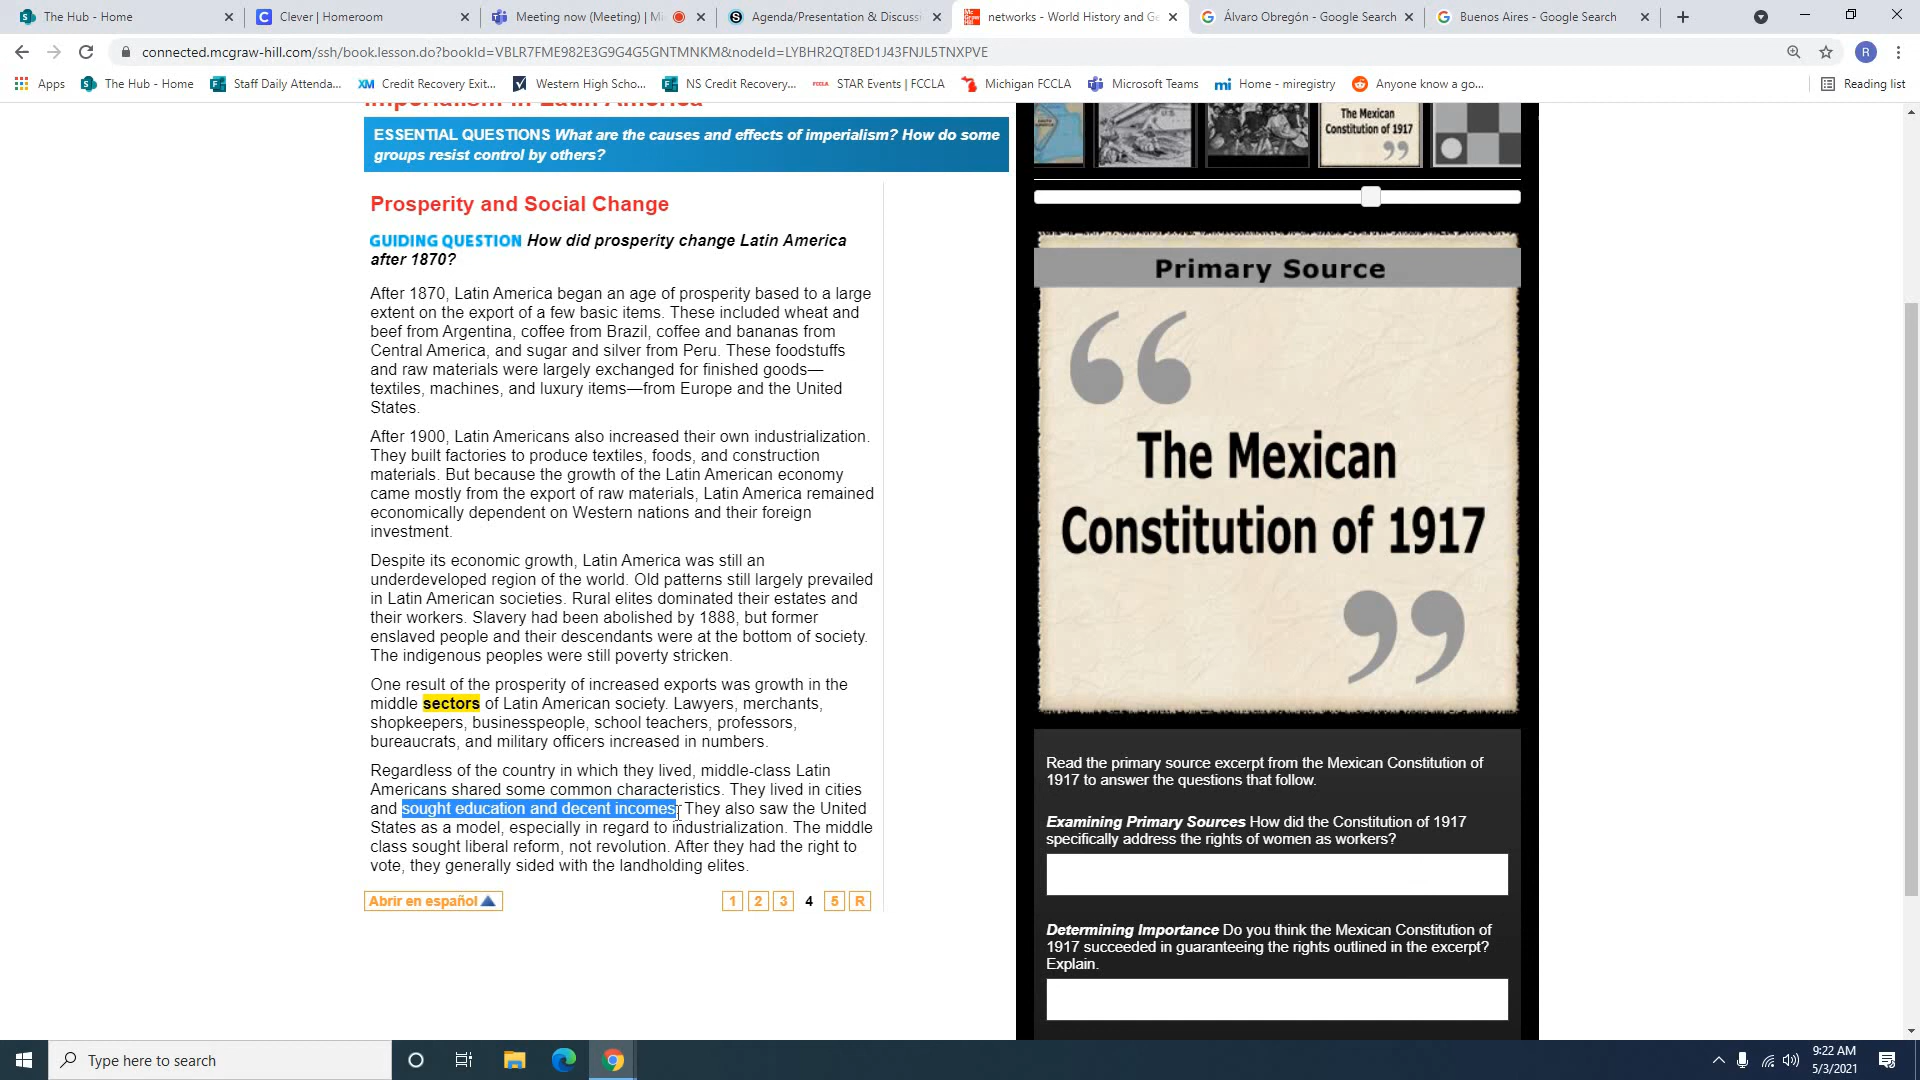 The Hub - Home
Clever | Homeroom
Meeting now (Meeting) | Mi
Agenda/Presentation & Discussi
networks - World History and Ge
Álvaro Obregón - Google Search
Buenos Aires - Google Search
connected.mcgraw-hill.com/ssh/book.lesson.do?bookId=VBLR7FME982E3G9G4G5GNTMNKM&nodeId=LYBHR2QT8ED1J43FNJL5TNXPVE
R
Apps
The Hub - Home
Staff Daily Attenda...
XM Credit Recovery Exit...
Western High Scho...
NS Credit Recovery...
FCCLA STAR Events | FCCLA
Michigan FCCLA
Microsoft Teams
mi Home - miregistry
Anyone know a go...
Reading list
Imperialism in Latin America
ESSENTIAL QUESTIONS What are the causes and effects of imperialism? How do some
groups resist control by others?
Prosperity and Social Change
GUIDING QUESTION How did prosperity change Latin America
after 1870?
After 1870, Latin America began an age of prosperity based to a large
extent on the export of a few basic items. These included wheat and
beef from Argentina, coffee from Brazil, coffee and bananas from
Central America, and sugar and silver from Peru. These foodstuffs
and raw materials were largely exchanged for finished goods—
textiles, machines, and luxury items—from Europe and the United
States.
After 1900, Latin Americans also increased their own industrialization.
They built factories to produce textiles, foods, and construction
materials. But because the growth of the Latin American economy
came mostly from the export of raw materials, Latin America remained
economically dependent on Western nations and their foreign
investment.
Despite its economic growth, Latin America was still an
underdeveloped region of the world. Old patterns still largely prevailed
in Latin American societies. Rural elites dominated their estates and
their workers. Slavery had been abolished by 1888, but former
enslaved people and their descendants were at the bottom of society.
The indigenous peoples were still poverty stricken.
One result of the prosperity of increased exports was growth in the
middle sectors of Latin American society. Lawyers, merchants,
shopkeepers, businesspeople, school teachers, professors,
bureaucrats, and military officers increased in numbers.
Regardless of the country in which they lived, middle-class Latin
Americans shared some common characteristics. They lived in cities
and sought education and decent incomes. They also saw the United
States as a model, especially in regard to industrialization. The middle
class sought liberal reform, not revolution. After they had the right to
vote, they generally sided with the landholding elites.
Abrir en español
1 2 3 4 5 R
The Mexican
Constitution of 1917
Primary Source
The Mexican
Constitution of 1917
Read the primary source excerpt from the Mexican Constitution of
1917 to answer the questions that follow.
Examining Primary Sources How did the Constitution of 1917
specifically address the rights of women as workers?
Determining Importance Do you think the Mexican Constitution of
1917 succeeded in guaranteeing the rights outlined in the excerpt?
Explain.
Type here to search
9:22 AM
5/3/2021